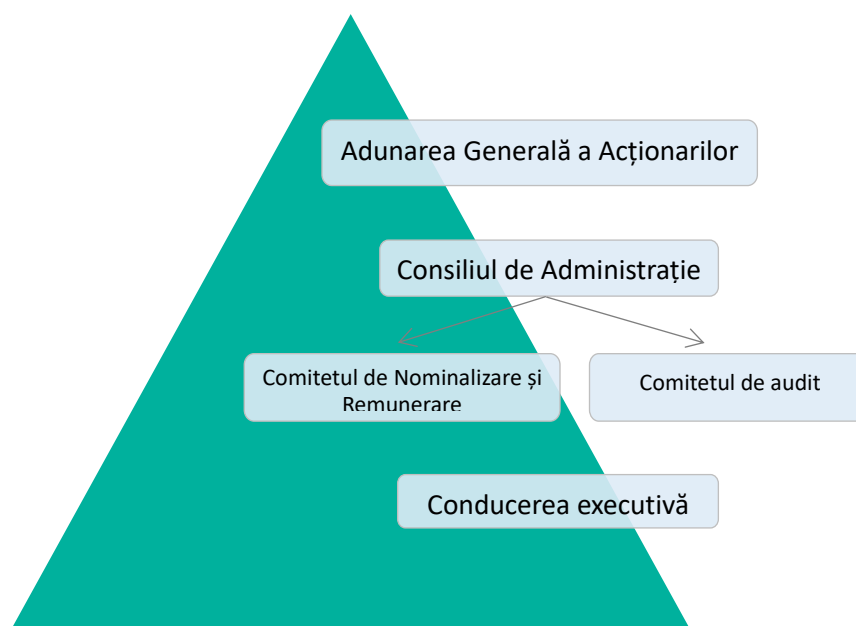 Adunarea Generală a Acționarilor
Consiliul de Administrație
Comitetul de Nominalizare și
Remunerare
Comitetul de audit
Conducerea executivă